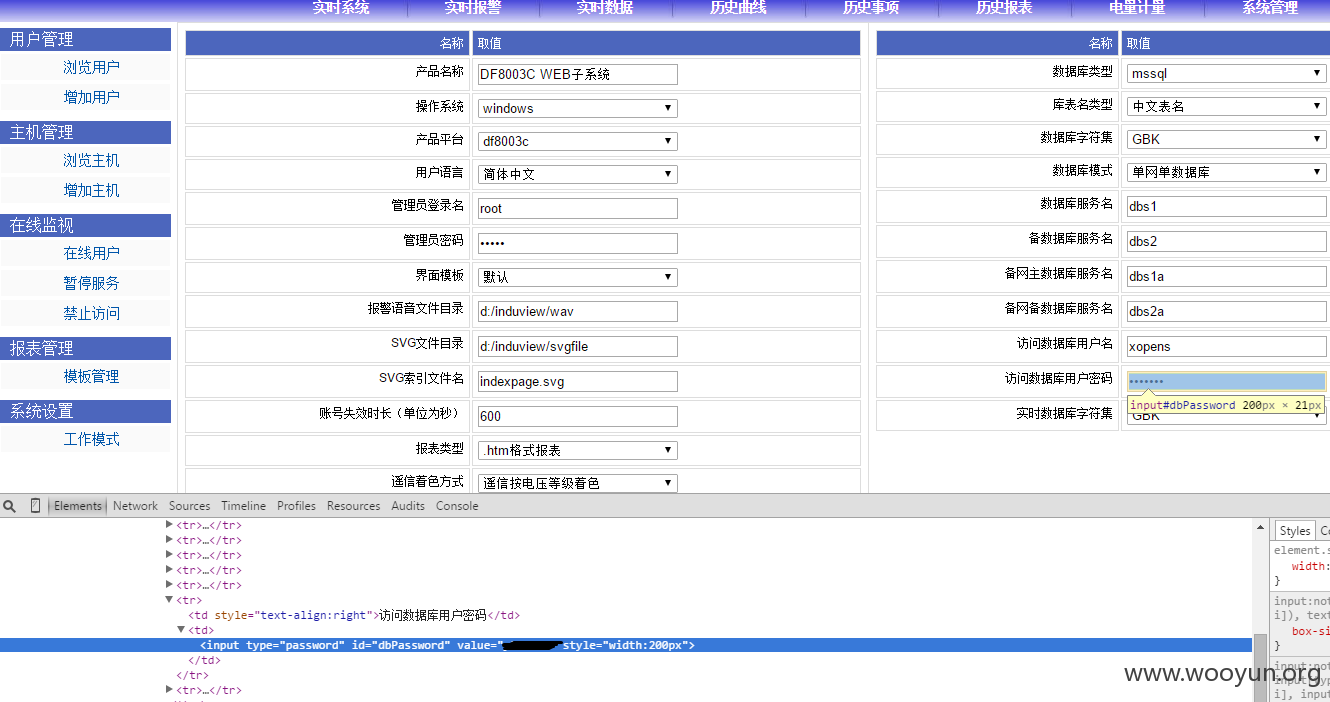 实时系统 实时报警 实时数据 历史曲线 历史事项 历史报表 电量计量 系统管理
用户管理
浏览用户
增加用户
主机管理
浏览主机
增加主机
在线监视
在线用户
暂停服务
禁止访问
报表管理
模板管理
系统设置
工作模式
名称 取值
产品名称 DF8003C WEB子系统
操作系统 windows
产品平台 df8003c
用户语言 简体中文
管理员登录名 root
管理员密码 •••••
界面模板 默认
报警语音文件目录 d:/induview/wav
SVG文件目录 d:/induview/svgfile
SVG索引文件名 indexpage.svg
账号失效时长（单位为秒） 600
报表类型 .htm格式报表
遥信着色方式 遥信按电压等级着色
名称 取值
数据库类型 mssql
库表名类型 中文表名
数据库字符集 GBK
数据库模式 单网单数据库
数据库服务名 dbs1
备数据库服务名 dbs2
备网主数据库服务名 dbs1a
备网备数据库服务名 dbs2a
访问数据库用户名 xopens
访问数据库用户密码 •••••••
input#dbPassword 200px × 21px
实时数据库字符集 GBK
Elements Network Sources Timeline Profiles Resources Audits Console
<tr>…</tr>
<tr>…</tr>
<tr>…</tr>
<tr>…</tr>
<tr>…</tr>
<tr>
<td style="text-align:right">访问数据库用户密码</td>
<td>
<input type="password" id="dbPassword" value=" style="width:200px">
</td>
</tr>
<tr>…</tr>
Styles
element.s
width:
}
input:not
i]), text
box-si
}
input:not
input[typ
i], input
www.wooyun.org